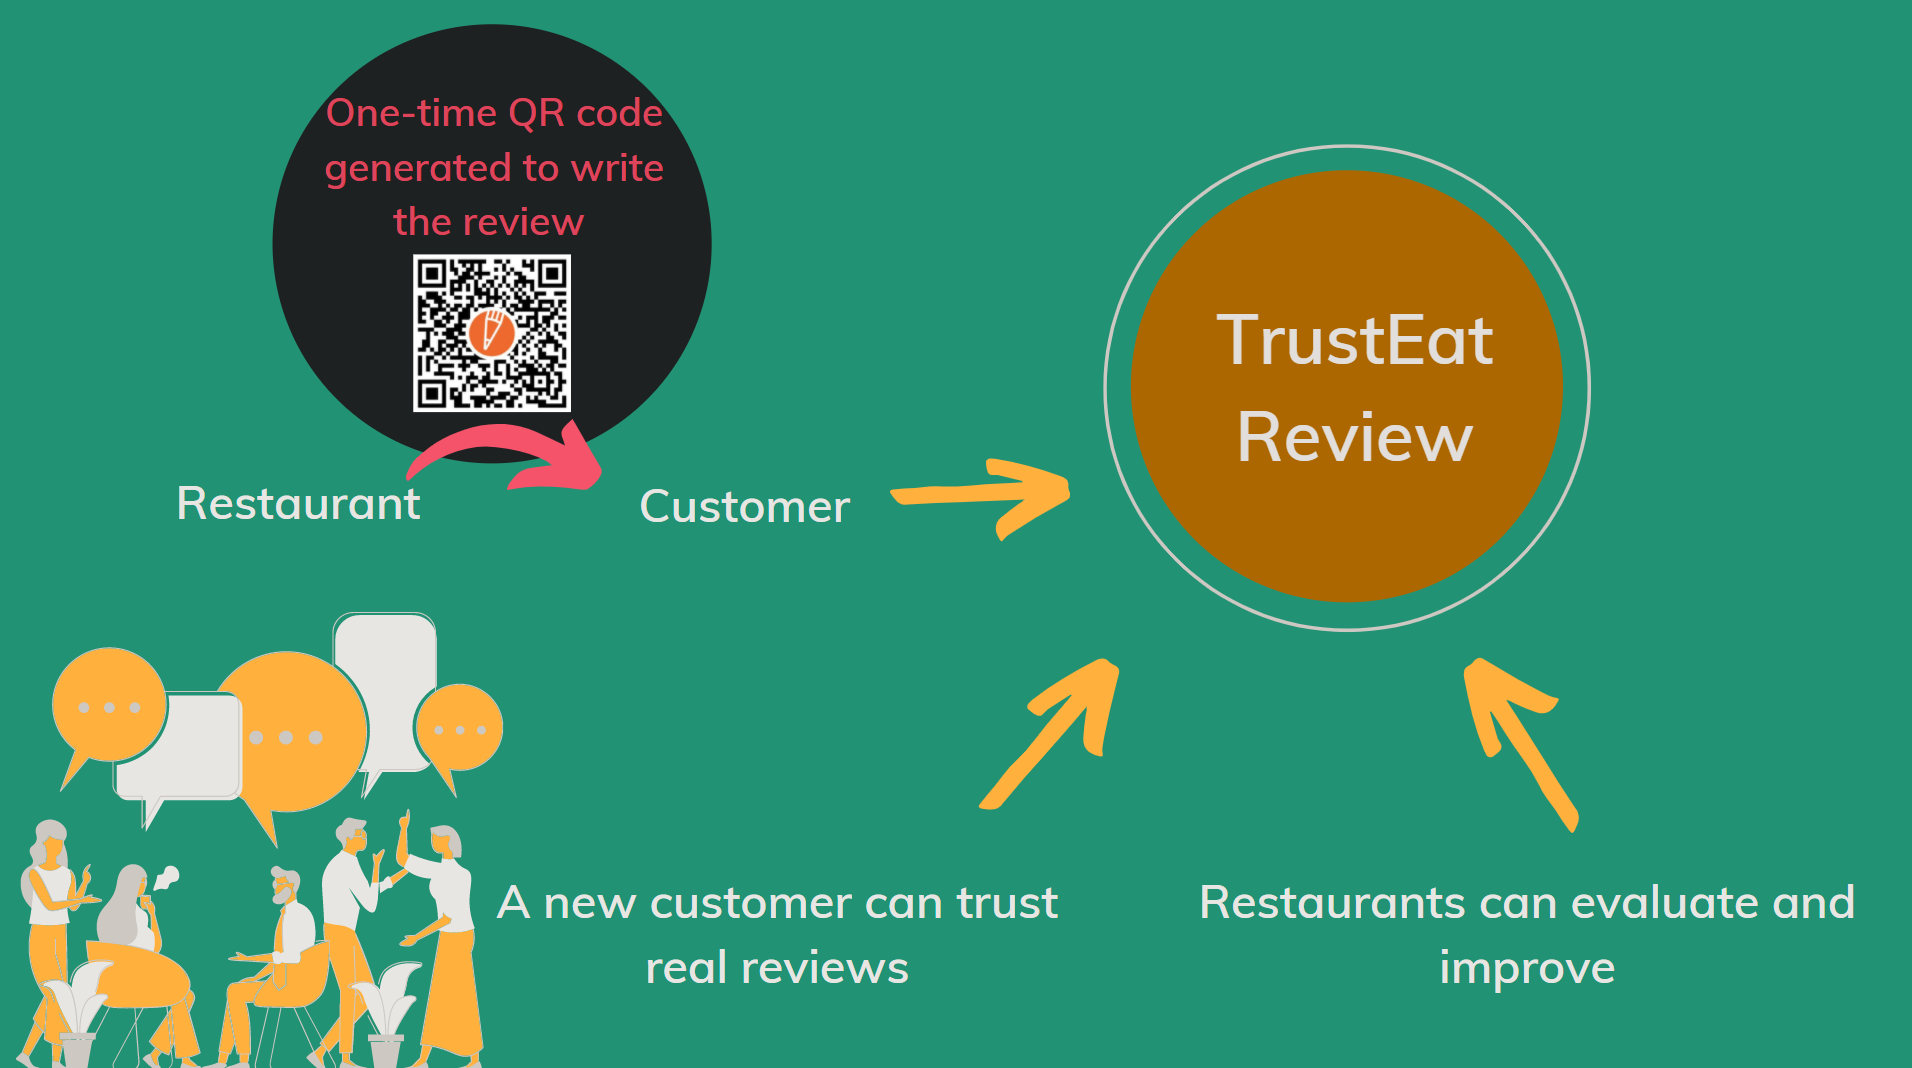 One-time QR code
generated to write
the review
Restaurant
Customer
TrustEat
Review
A new customer can trust
real reviews
Restaurants can evaluate and
improve